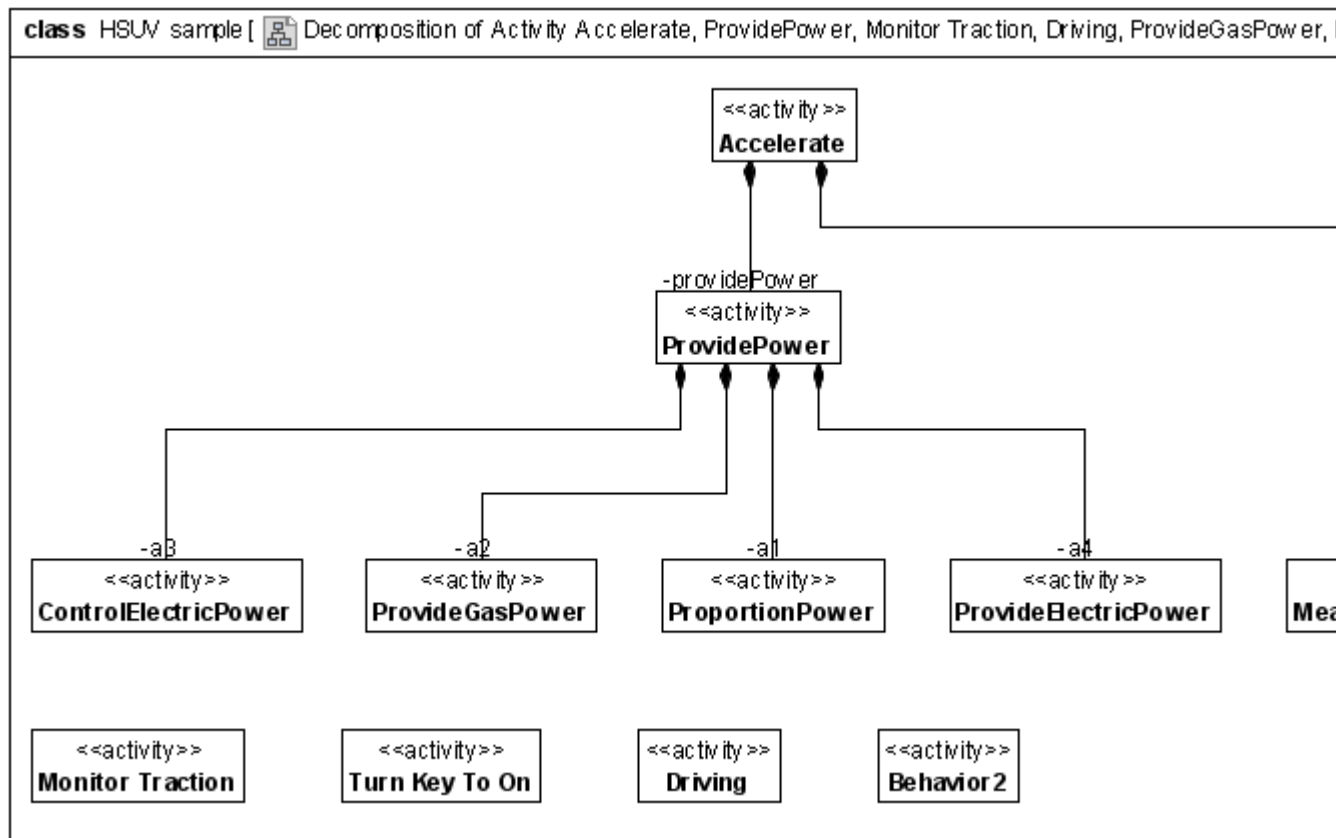 class HSUV sample [ Decomposition of Activity Accelerate, ProvidePower, Monitor Traction, Driving, ProvideGasPower,
<<activity>>
Accelerate
-providePower
<<activity>>
ProvidePower
-a3
<<activity>>
ControlElectricPower
-a2
<<activity>>
ProvideGasPower
-a1
<<activity>>
ProportionPower
-a4
<<activity>>
ProvideElectricPower
Mea
<<activity>>
Monitor Traction
<<activity>>
Turn Key To On
<<activity>>
Driving
<<activity>>
Behavior2